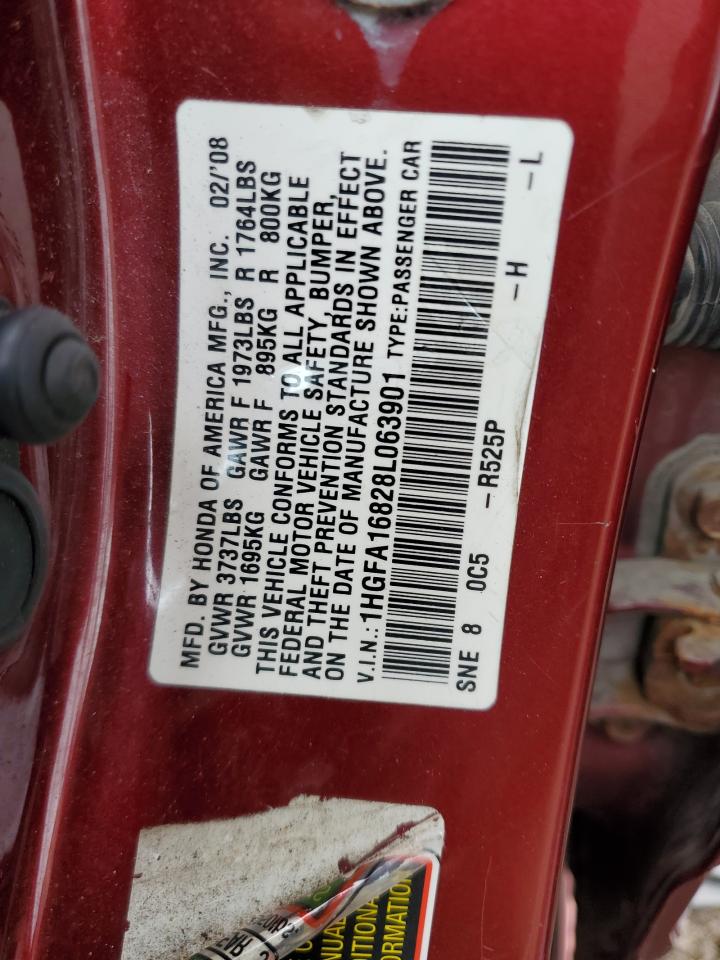 MFD. BY HONDA OF AMERICA MFG., INC. 02/'08
GVWR 3737LBS GAWR F 1973LBS R 1764LBS
GVWR 1695KG GAWR F 895KG R 800KG
THIS VEHICLE CONFORMS TO ALL APPLICABLE
FEDERAL MOTOR VEHICLE SAFETY, BUMPER,
AND THEFT PREVENTION STANDARDS IN EFFECT
ON THE DATE OF MANUFACTURE SHOWN ABOVE.
V.I.N.: 1HGFA16828L063901 TYPE:PASSENGER CAR
SNE 8 0C5 -R525P -H -L